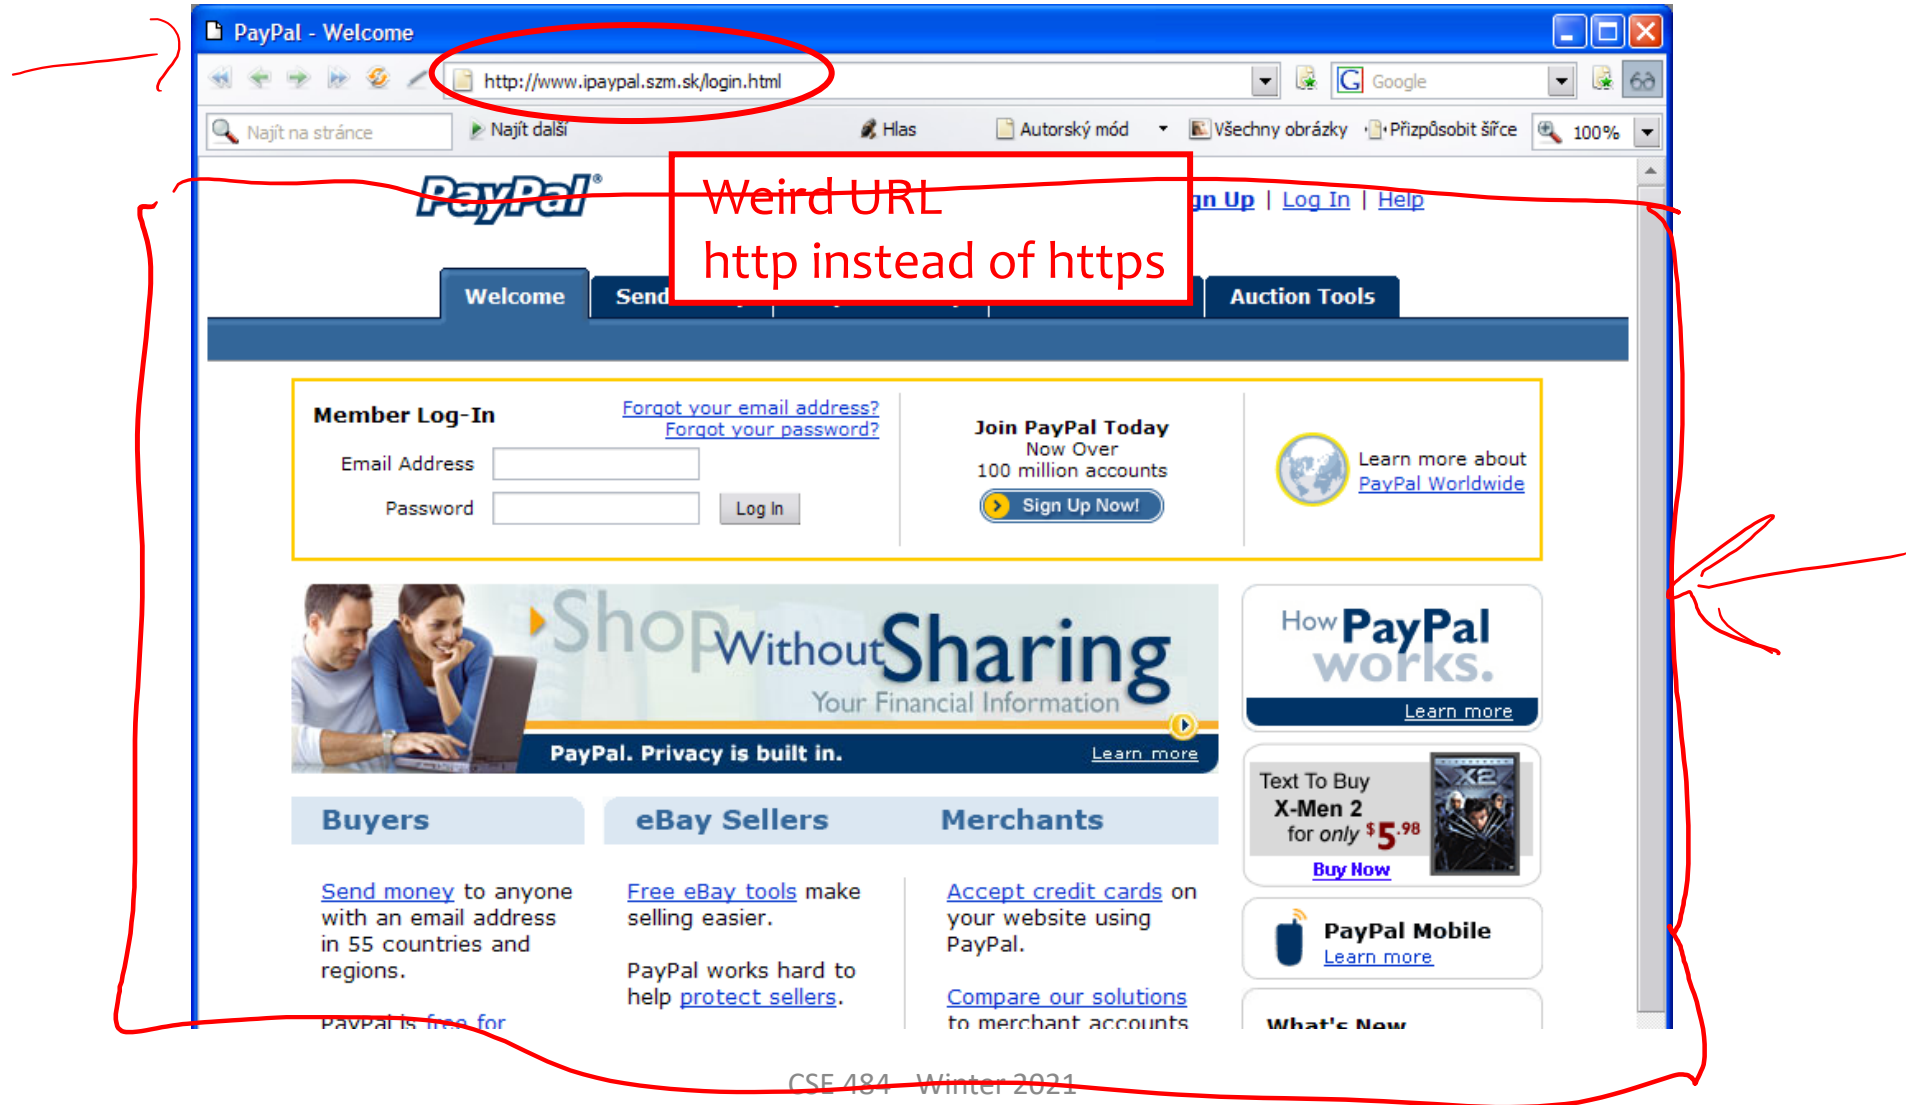 PayPal - Welcome
http://www.ipaypal.szm.sk/login.html
G Google
Najít na stránce
Najít další
Hlas
Autorský mód
Všechny obrázky
Přizpůsobit šířce
100%
PayPal®
Weird URL
http instead of https
gn Up | Log In | Help
Welcome
Send
Auction Tools
Member Log-In
Forgot your email address?
Forgot your password?
Email Address
Password
Log In
Join PayPal Today
Now Over
100 million accounts
Sign Up Now!
Learn more about
PayPal Worldwide
Shop Without Sharing
Your Financial Information
PayPal. Privacy is built in.
Learn more
How PayPal
works.
Learn more
Text To Buy
X-Men 2
for only $5.98
Buy Now
X2
Buyers
eBay Sellers
Merchants
Send money to anyone
with an email address
in 55 countries and
regions.
PayPal is free for
Free eBay tools make
selling easier.
PayPal works hard to
help protect sellers.
Accept credit cards on
your website using
PayPal.
Compare our solutions
to merchant accounts
PayPal Mobile
Learn more
What's New
CSE 484 - Winter 2021